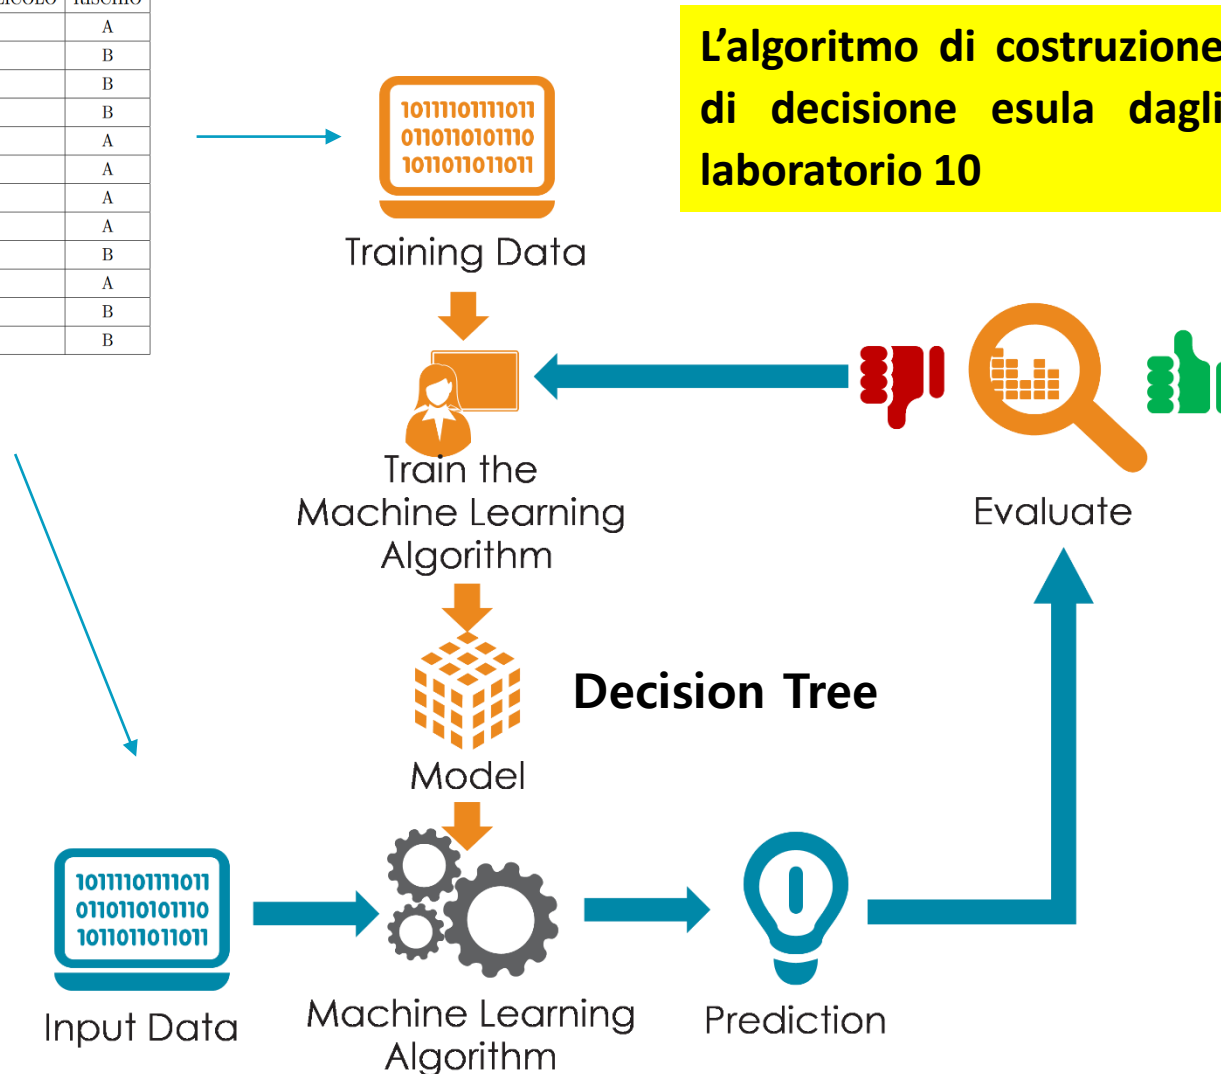 RISCHIO
A
B
B
B
A
A
A
A
B
A
B
B
L’algoritmo di costruzione
di decisione esula dagli
laboratorio 10
10111101111011
0110110101110
1011011011011
Training Data
Train the
Machine Learning
Algorithm
Evaluate
Decision Tree
Model
10111101111011
0110110101110
1011011011011
Input Data
Machine Learning
Algorithm
Prediction